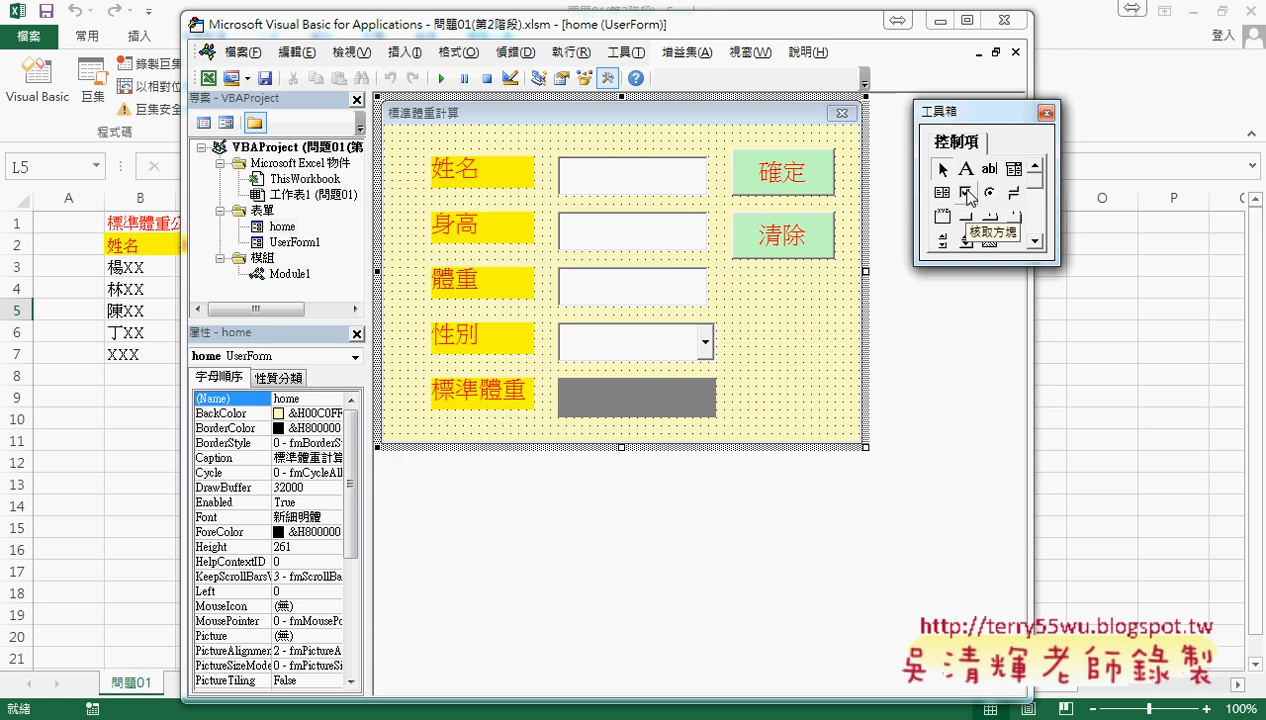 Microsoft Visual Basic for Applications - 問題01(第2階段).xlsm - [home (UserForm)]
登入
檔案
常用
插入
檔案(F) 編輯(E) 檢視(V) 插入(I) 格式(O) 偵錯(D) 執行(R) 工具(T) 增益集(A) 視窗(W) 說明(H)
錄製巨集
以相對位
巨集安全
Visual Basic 巨集
程式碼
專案 - VBAProject
L5
VBAProject (問題01(第
Microsoft Excel 物件
ThisWorkbook
工作表1 (問題01)
表單
home
UserForm1
模組
Module1
屬性 - home
home UserForm
字母順序 性質分類
(Name) home
BackColor &H00C0FF
BorderColor &H800000
BorderStyle 0 - fmBorderS
Caption 標準體重計算
Cycle 0 - fmCycleAl
DrawBuffer 32000
Enabled True
Font 新細明體
ForeColor &H800000
Height 261
HelpContextID 0
KeepScrollBarsV 3 - fmScrollBa
Left 0
MouseIcon (無)
MousePointer 0 - fmMousePo
Picture (無)
PictureAlignmer 2 - fmPictureA
PictureSizeMode 0 - fmPictureSi
PictureTiling False
標準體重計算
姓名
確定
身高
清除
體重
性別
標準體重
工具箱
控制項
A ab|
核取方塊
A B O P Q
1 標準體重公
2 姓名
3 楊XX
4 林XX
5 陳XX
6 丁XX
7 XXX
8
9
10
11
12
13
14
15
16
17
18
19
20
21
問題01
就緒
100%
http://terry55wu.blogspot.tw
吳清輝老師錄製